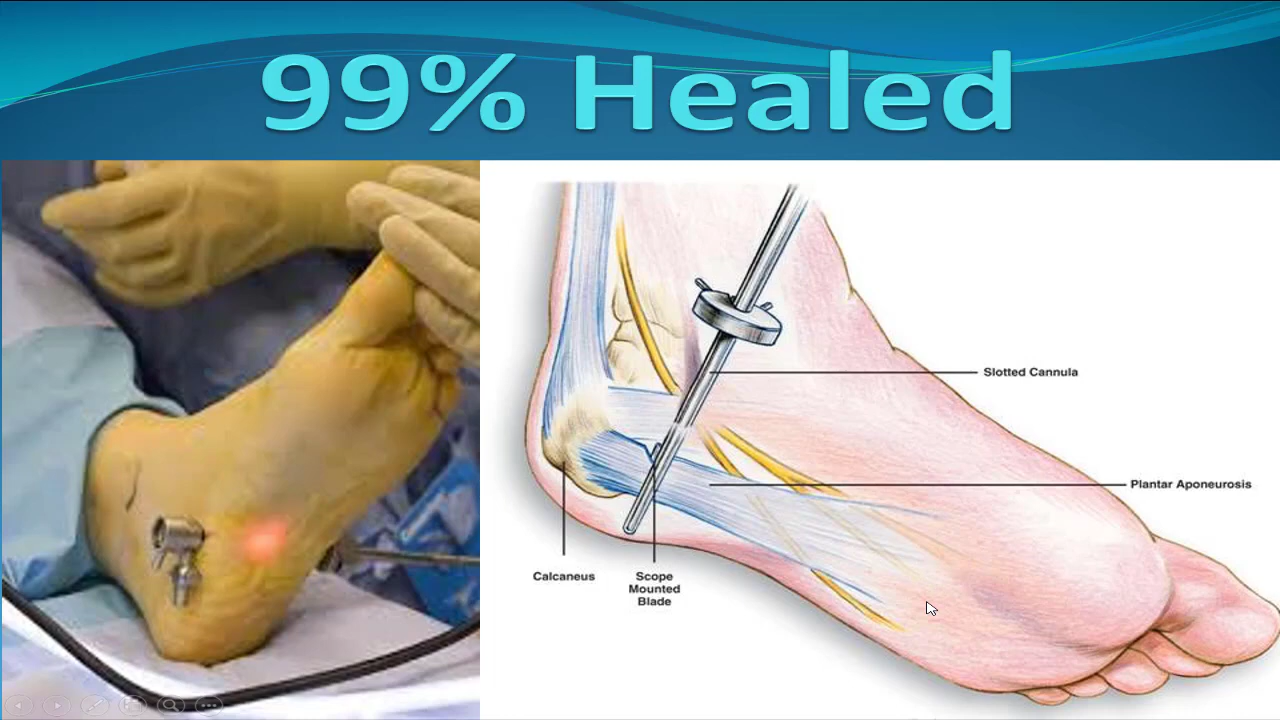 99% Healed
Slotted Cannula
Plantar Aponeurosis
Calcaneus
Scope
Mounted
Blade